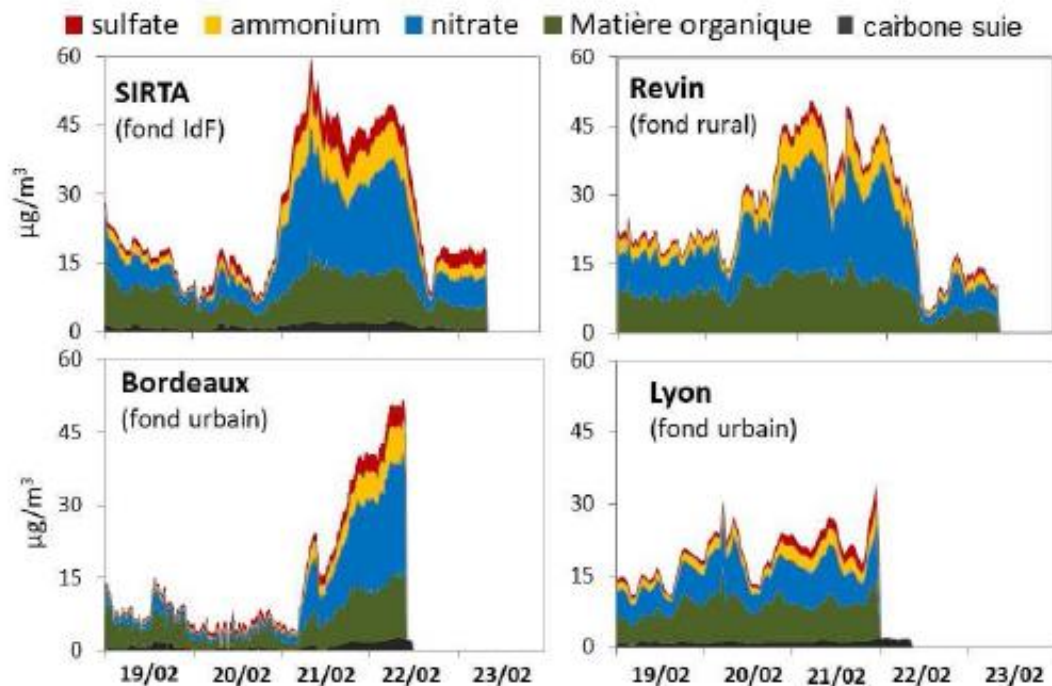 sulfate ammonium nitrate Matière organique carbone suie
60
45
30
15
0
µg/m³
SIRTA
(fond IdF)
Revin
(fond rural)
60
45
30
15
0
60
45
30
15
0
µg/m³
Bordeaux
(fond urbain)
19/02 20/02 21/02 22/02 23/02
60
45
30
15
0
Lyon
(fond urbain)
19/02 20/02 21/02 22/02 23/02